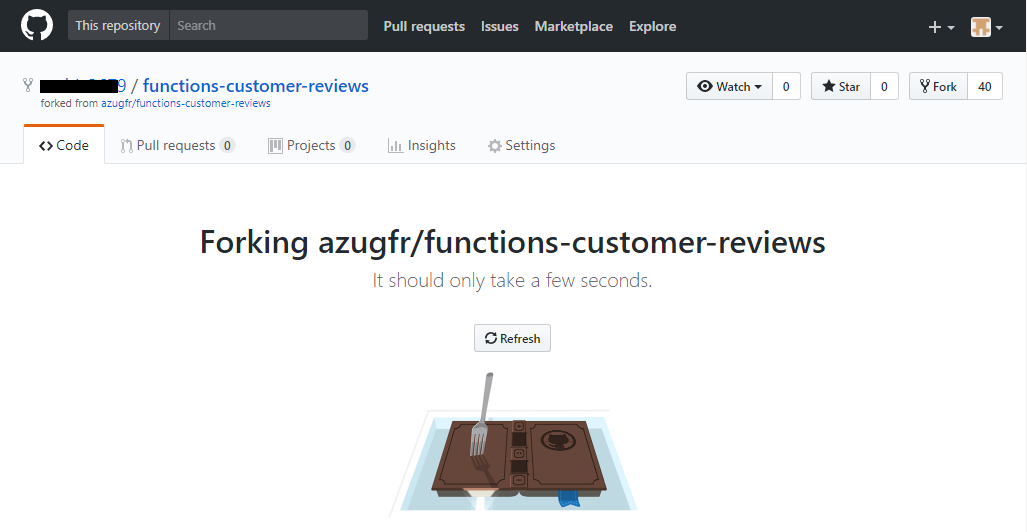 This repository Search Pull requests Issues Marketplace Explore
9 / functions-customer-reviews Watch 0 Star 0 Fork 40
forked from azugfr/functions-customer-reviews
Code Pull requests 0 Projects 0 Insights Settings
Forking azugfr/functions-customer-reviews
It should only take a few seconds.
Refresh